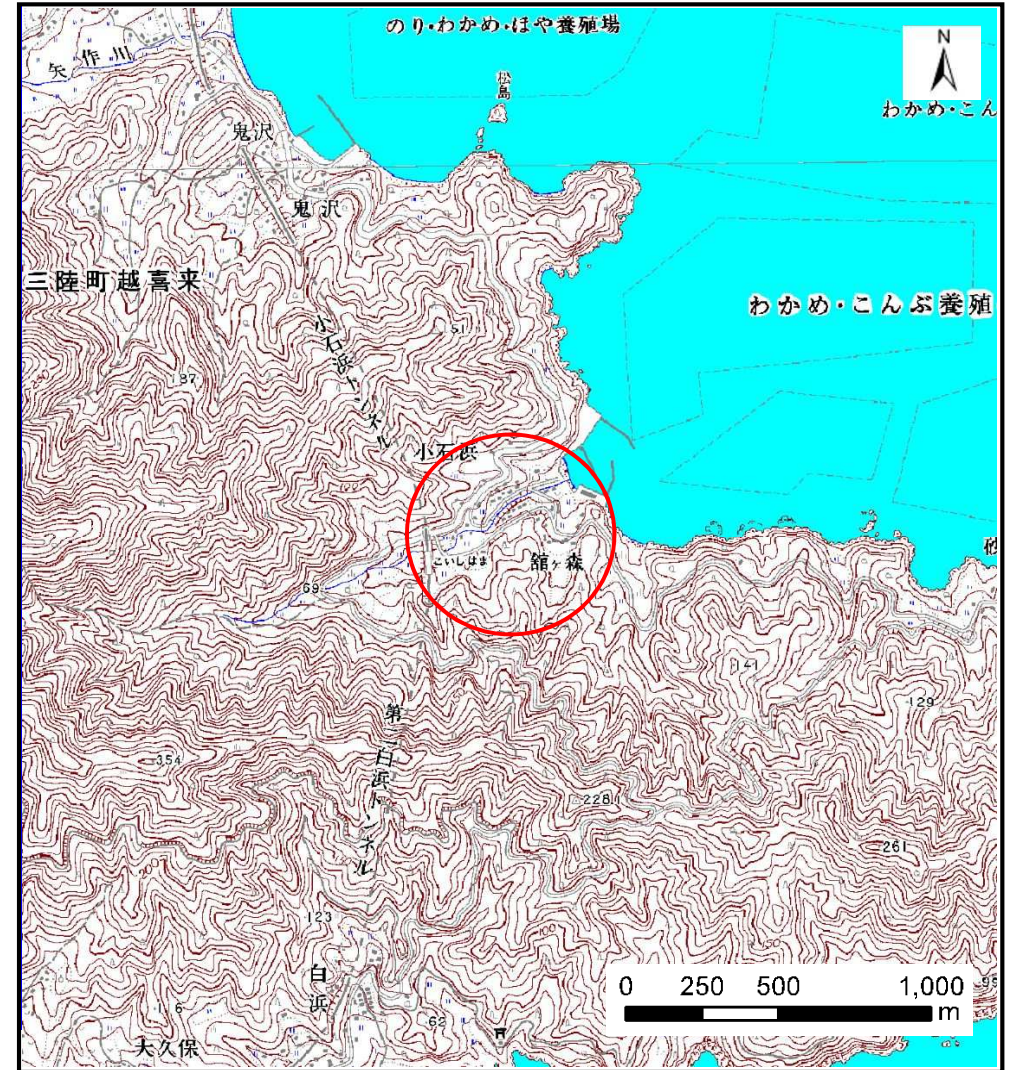 のり・わかめ・ほや養殖場
N
矢作川
松島
わかめ・こん
鬼沢
鬼沢
三陸町越喜来
わかめ・こんぶ養殖
小石浜トンネル
51
187
小石浜
こいしはま
舘ヶ森
69
141
129
第二白浜トンネル
354
228
261
123
100
150
白浜
62
大久保
0 250 500 1,000
m